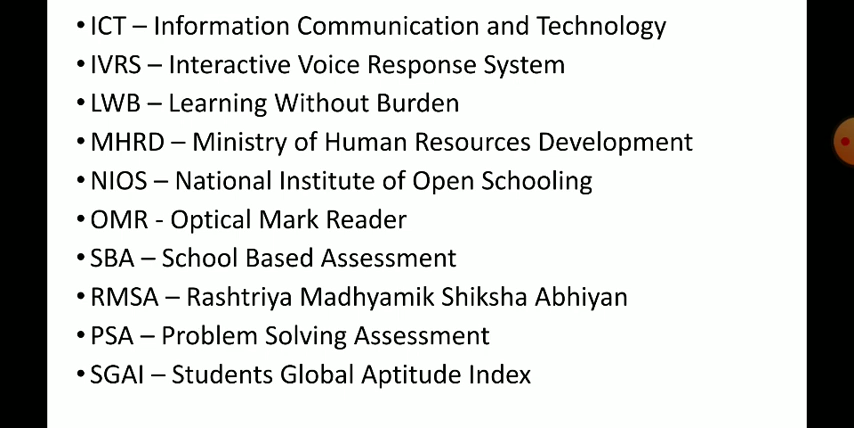 • ICT – Information Communication and Technology
• IVRS – Interactive Voice Response System
• LWB – Learning Without Burden
• MHRD – Ministry of Human Resources Development
• NIOS – National Institute of Open Schooling
• OMR - Optical Mark Reader
• SBA – School Based Assessment
• RMSA – Rashtriya Madhyamik Shiksha Abhiyan
• PSA – Problem Solving Assessment
• SGAI – Students Global Aptitude Index